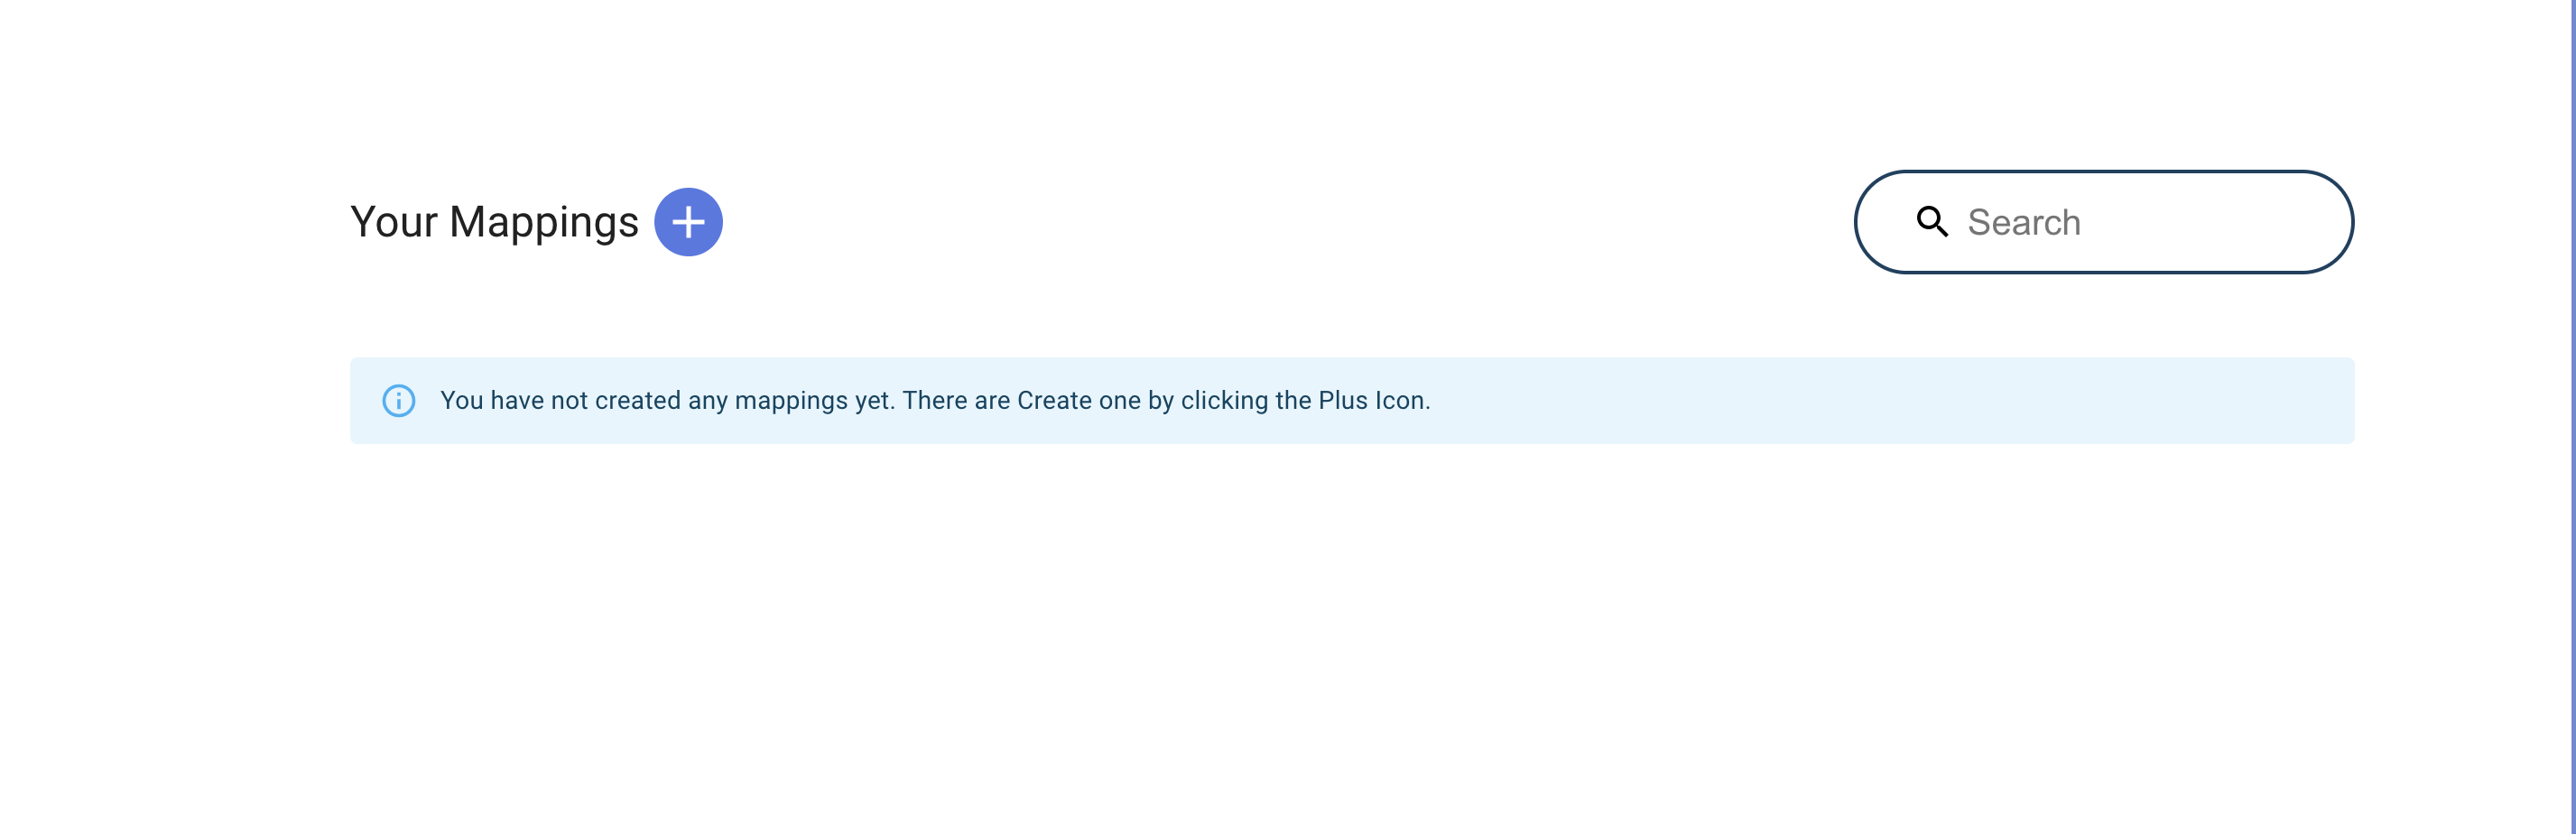 Your Mappings
Search
You have not created any mappings yet. There are Create one by clicking the Plus Icon.